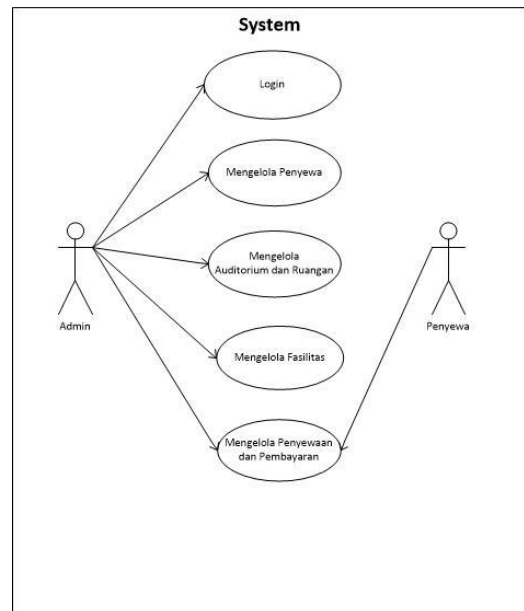 System
Login
Mengelola Penyewa
Mengelola
Auditorium dan Ruangan
Admin
Penyewa
Mengelola Fasilitas
Mengelola Penyewaan
dan Pembayaran